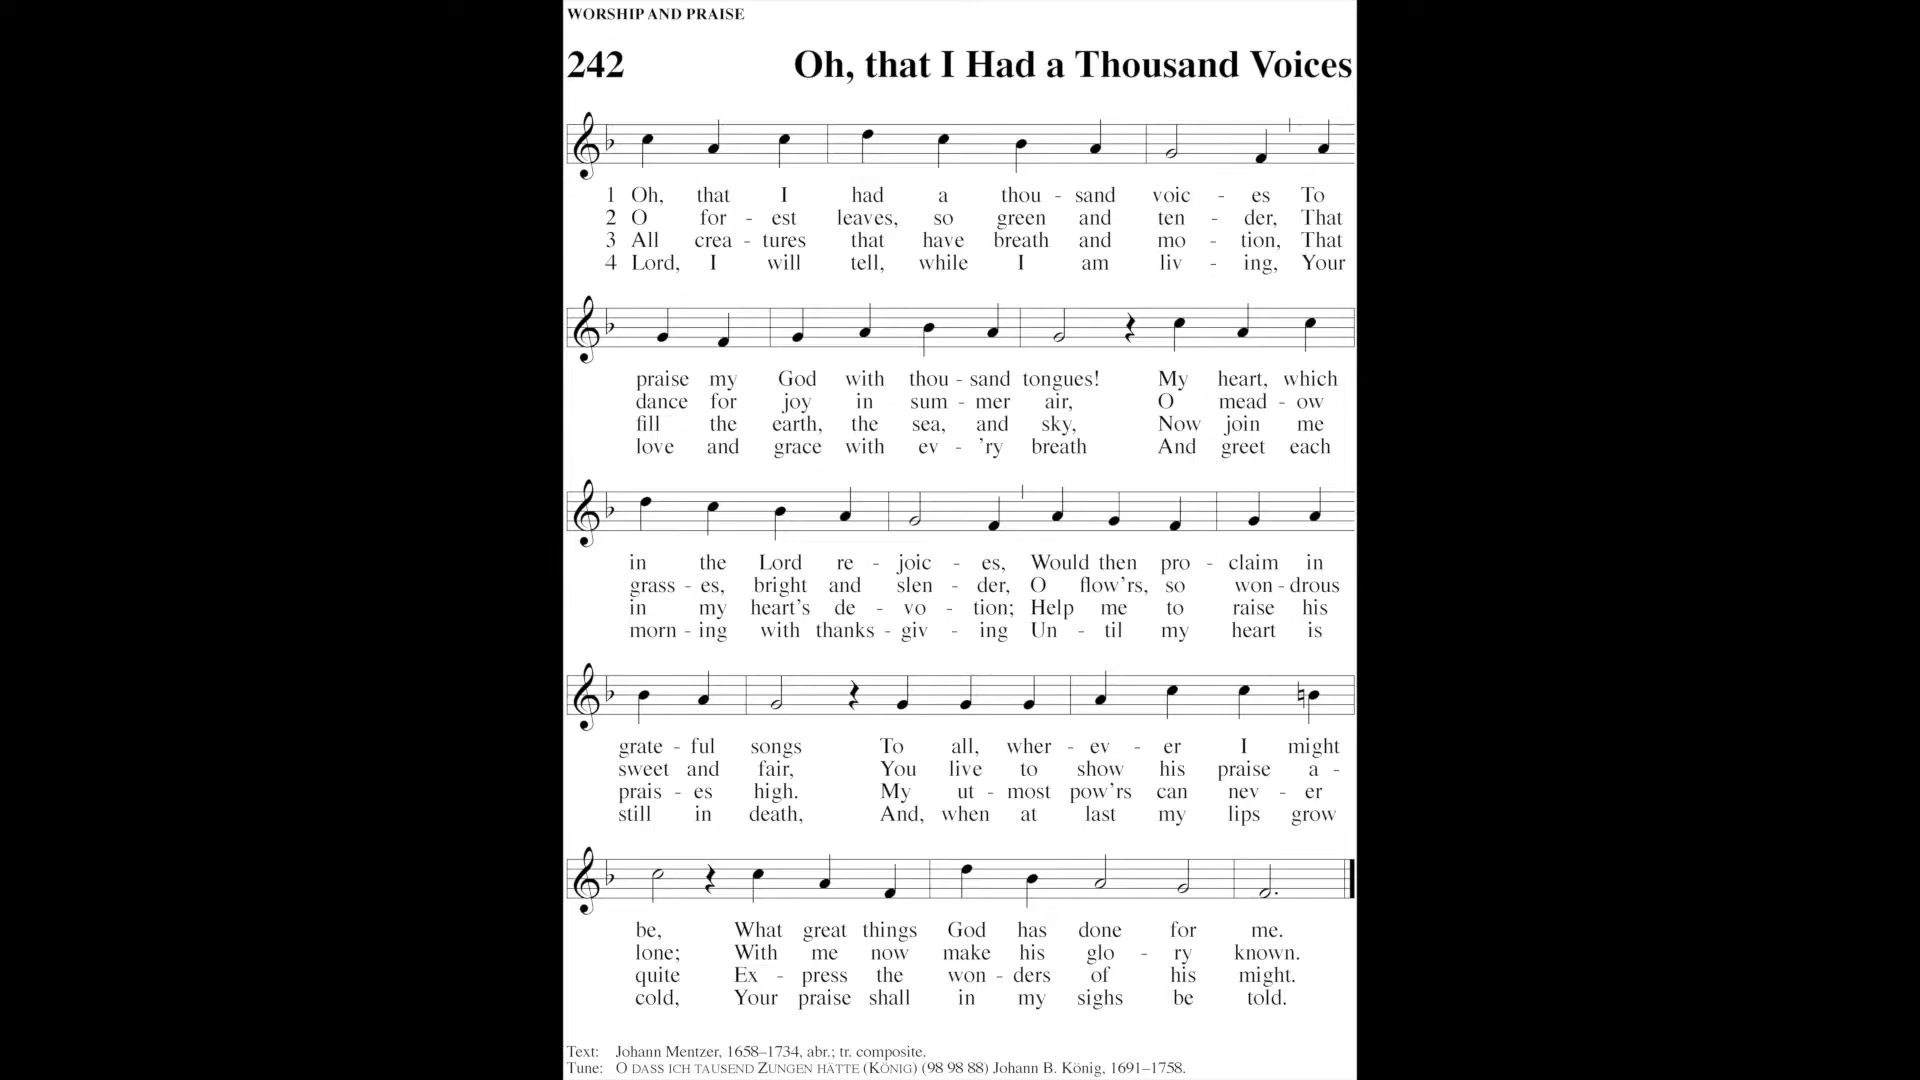 WORSHIP AND PRAISE
242 Oh, that I Had a Thousand Voices
1 Oh, that I had a thou - sand voic - es To
2 O for - est leaves, so green and ten - der, That
3 All crea - tures that have breath and mo - tion, That
4 Lord, I will tell, while I am liv - ing, Your
praise my God with thou - sand tongues! My heart, which
dance for joy in sum - mer air, O mead - ow
fill the earth, the sea, and sky, Now join me
love and grace with ev - 'ry breath And greet each
in the Lord re - joic - es, Would then pro - claim in
grass - es, bright and slen - der, O flow'rs, so won - drous
in my heart's de - vo - tion; Help me to raise his
morn - ing with thanks - giv - ing Un - til my heart is
grate - ful songs To all, wher - ev - er I might
sweet and fair, You live to show his praise a -
prais - es high. My ut - most pow'rs can nev - er
still in death, And, when at last my lips grow
be, What great things God has done for me.
lone; With me now make his glo - ry known.
quite Ex - press the won - ders of his might.
cold, Your praise shall in my sighs be told.
Text: Johann Mentzer, 1658–1734, abr.; tr. composite.
Tune: O DASS ICH TAUSEND ZUNGEN HÄTTE (KÖNIG) (98 98 88) Johann B. König, 1691–1758.